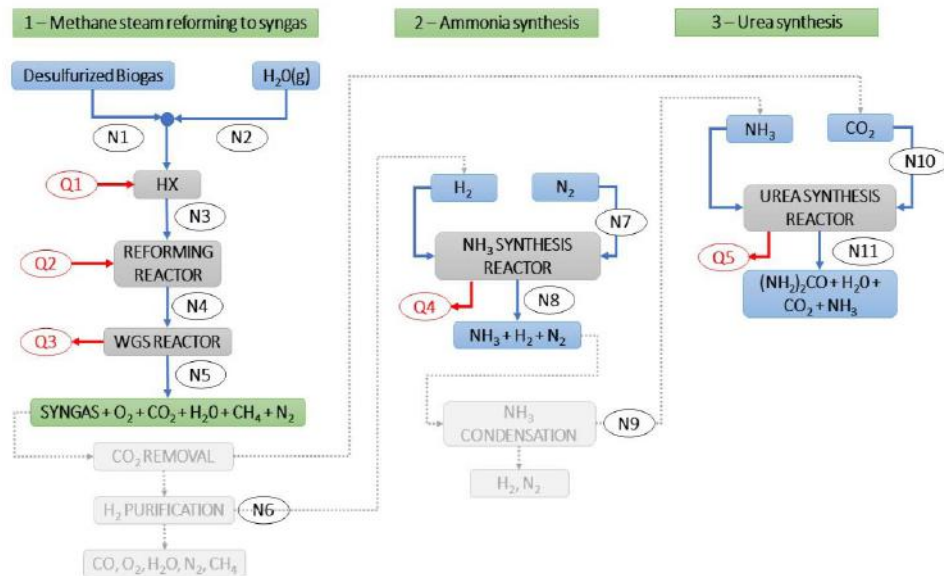 1 – Methane steam reforming to syngas
2 – Ammonia synthesis
3 – Urea synthesis
Desulfurized Biogas
H₂O(g)
N1
N2
Q1
HX
N3
Q2
REFORMING
REACTOR
N4
Q3
WGS REACTOR
N5
SYNGAS + O₂ + CO₂ + H₂0 + CH₄ + N₂
CO₂ REMOVAL
H₂ PURIFICATION
N6
CO, O₂, H₂O, N₂, CH₄
H₂
N₂
N7
NH₃ SYNTHESIS
REACTOR
Q4
N8
NH₃ + H₂ + N₂
NH₃
CONDENSATION
N9
H₂, N₂
NH₃
CO₂
N10
UREA SYNTHESIS
REACTOR
Q5
N11
(NH₂)₂CO + H₂O +
CO₂ + NH₃